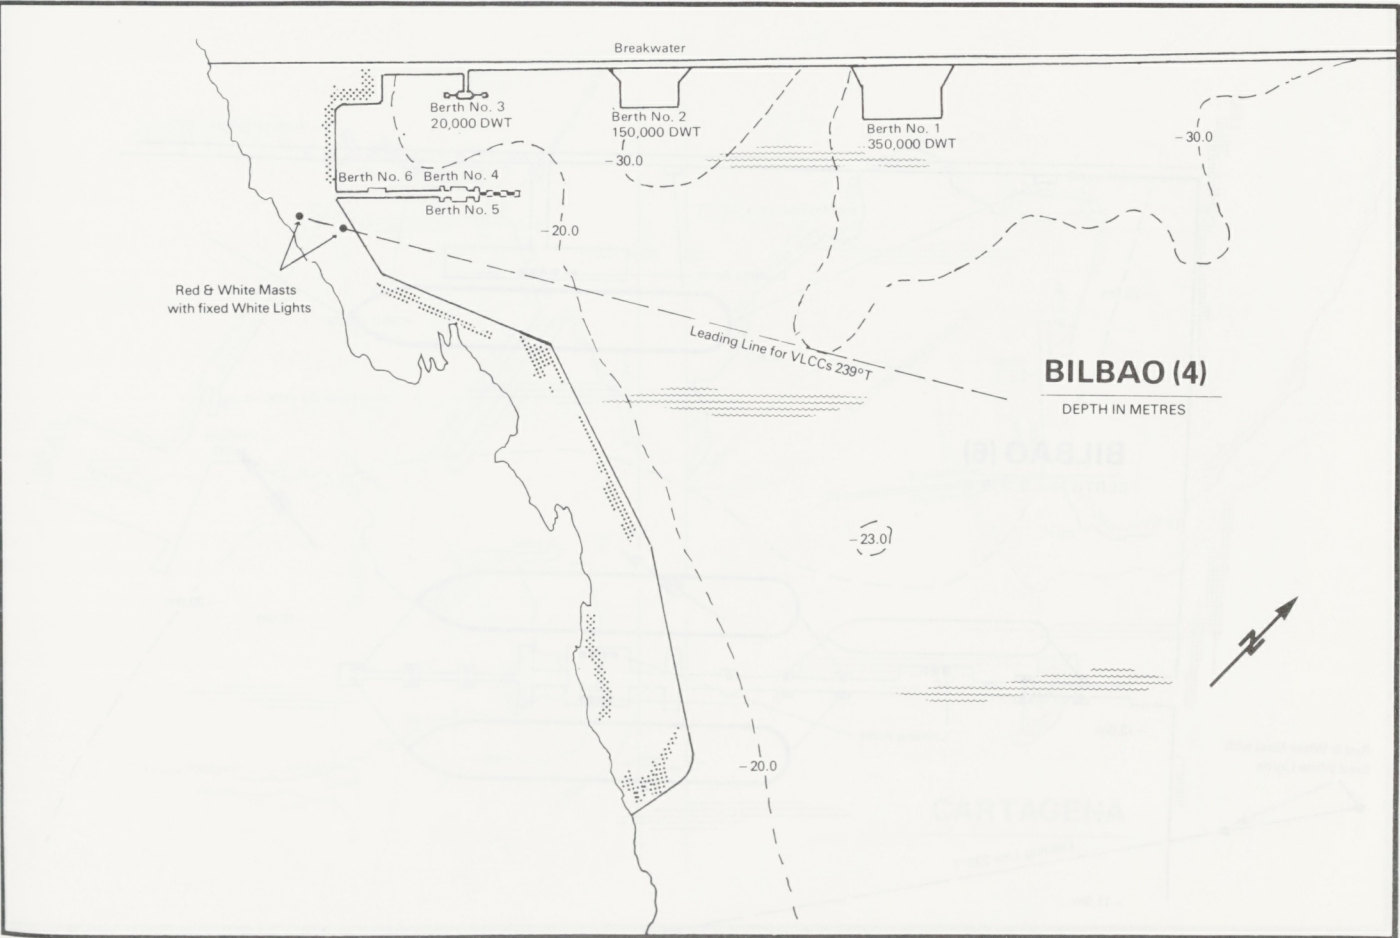 Breakwater
Berth No. 3
20,000 DWT
Berth No. 2
150,000 DWT
Berth No. 1
350,000 DWT
–30.0
–30.0
Berth No. 6
Berth No. 4
Berth No. 5
–20.0
Red & White Masts
with fixed White Lights
Leading Line for VLCCs 239°T
BILBAO (4)
DEPTH IN METRES
–23.0
N
–20.0